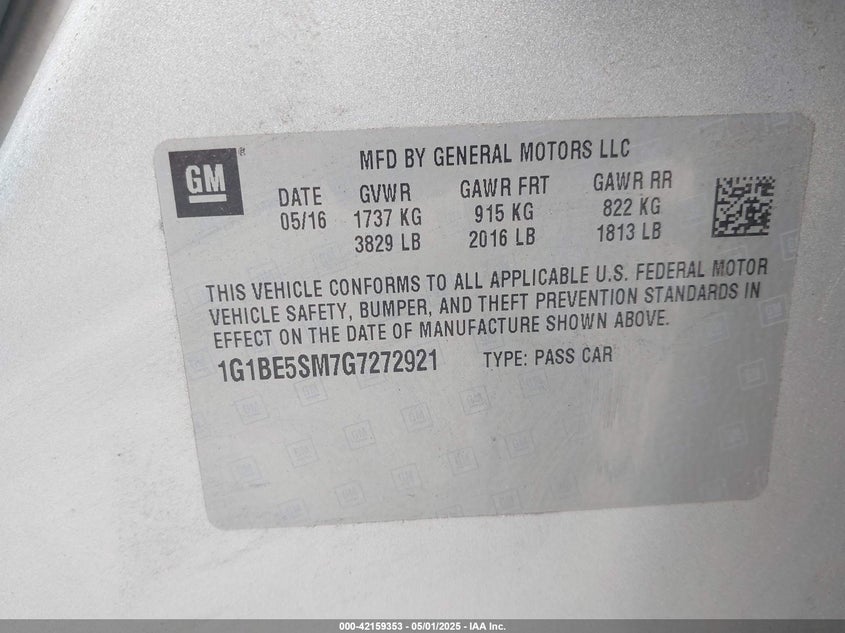 GM®
MFD BY GENERAL MOTORS LLC
DATE GVWR GAWR FRT GAWR RR
05/16 1737 KG 915 KG 822 KG
3829 LB 2016 LB 1813 LB
THIS VEHICLE CONFORMS TO ALL APPLICABLE U.S. FEDERAL MOTOR
VEHICLE SAFETY, BUMPER, AND THEFT PREVENTION STANDARDS IN
EFFECT ON THE DATE OF MANUFACTURE SHOWN ABOVE.
1G1BE5SM7G7272921 TYPE: PASS CAR
000-42159353 - 05/01/2025 - IAA Inc.